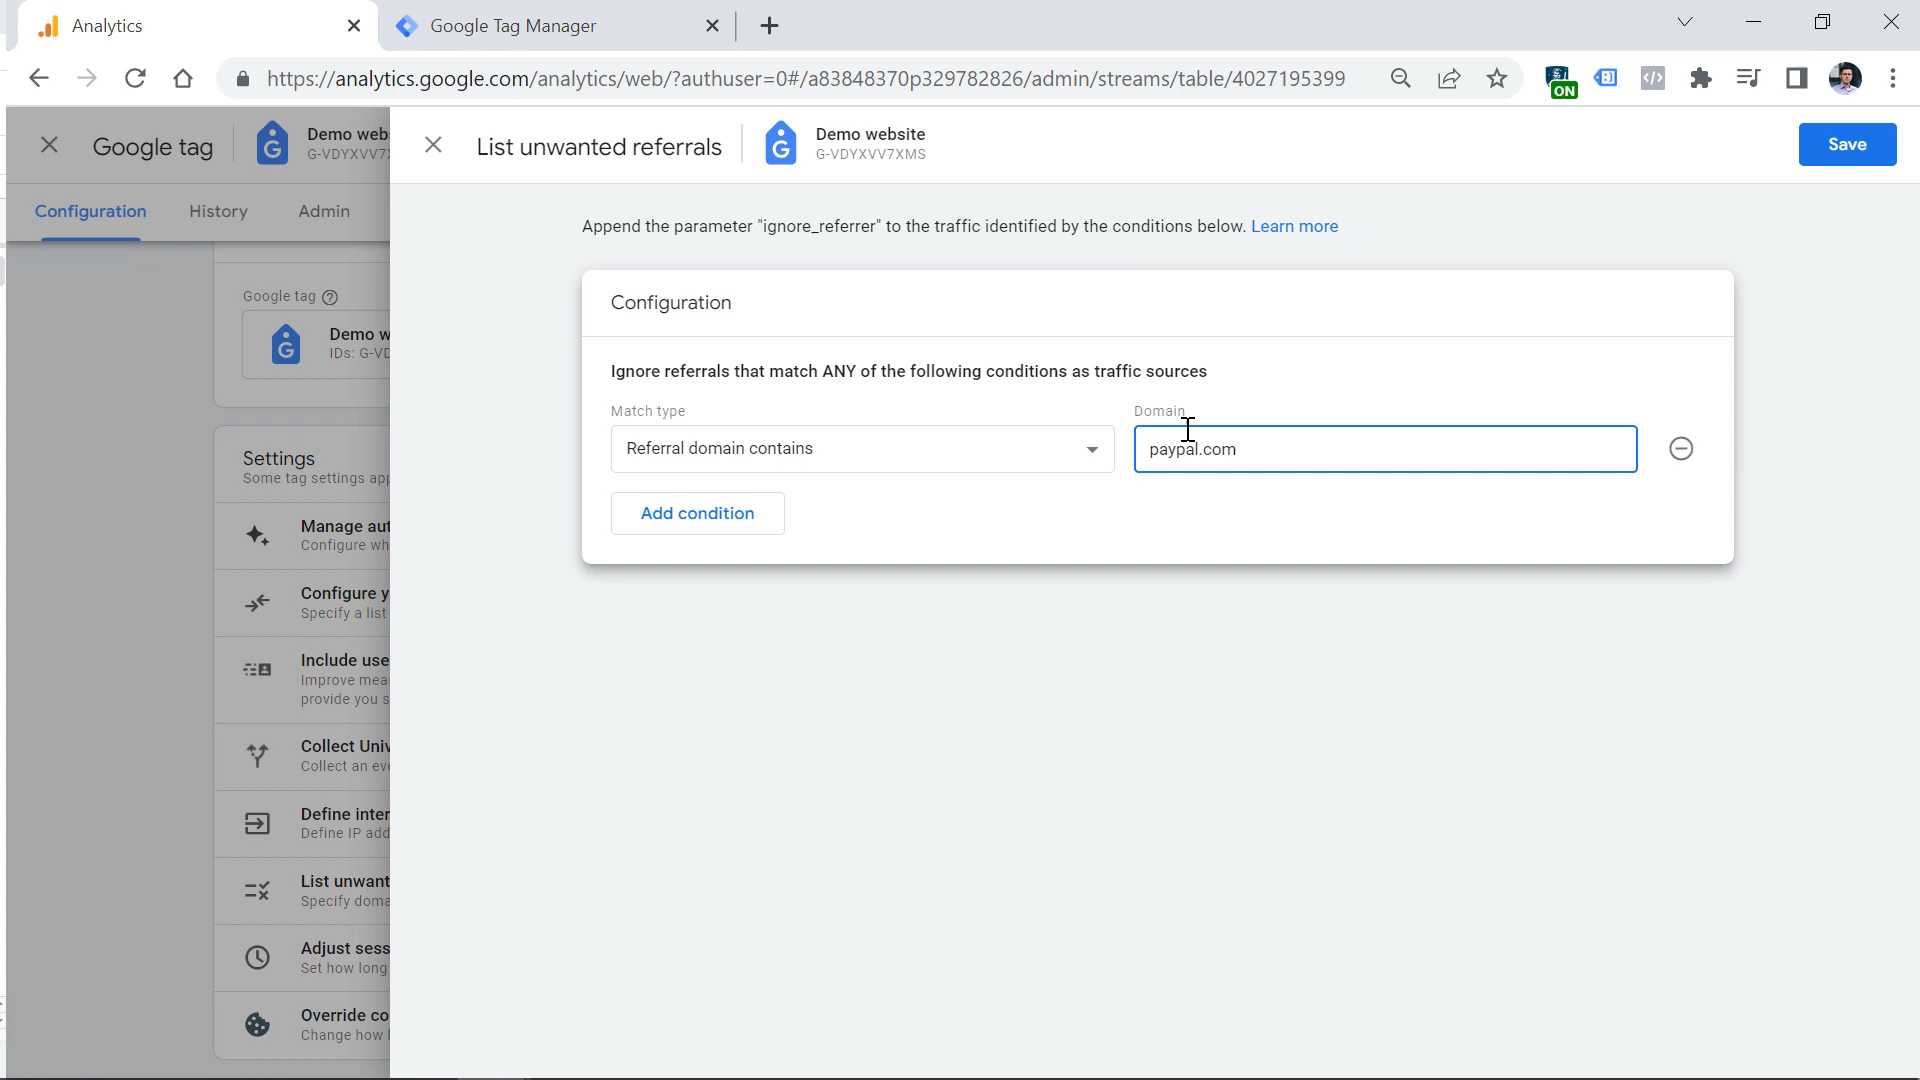 Analytics
Google Tag Manager
https://analytics.google.com/analytics/web/?authuser=0#/a83848370p329782826/admin/streams/table/4027195399
ON
Google tag
Demo web
G-VDYXVV7X
List unwanted referrals
Demo website
G-VDYXVV7XMS
Save
Configuration
History
Admin
Append the parameter "ignore_referrer" to the traffic identified by the conditions below. Learn more
Configuration
Google tag
Demo w
IDs: G-VD
Ignore referrals that match ANY of the following conditions as traffic sources
Match type
Domain
Referral domain contains
paypal.com
Add condition
Settings
Some tag settings app
Manage aut
Configure wh
Configure y
Specify a list
Include use
Improve mea
provide you s
Collect Univ
Collect an eve
Define inter
Define IP add
List unwant
Specify doma
Adjust sess
Set how long
Override co
Change how